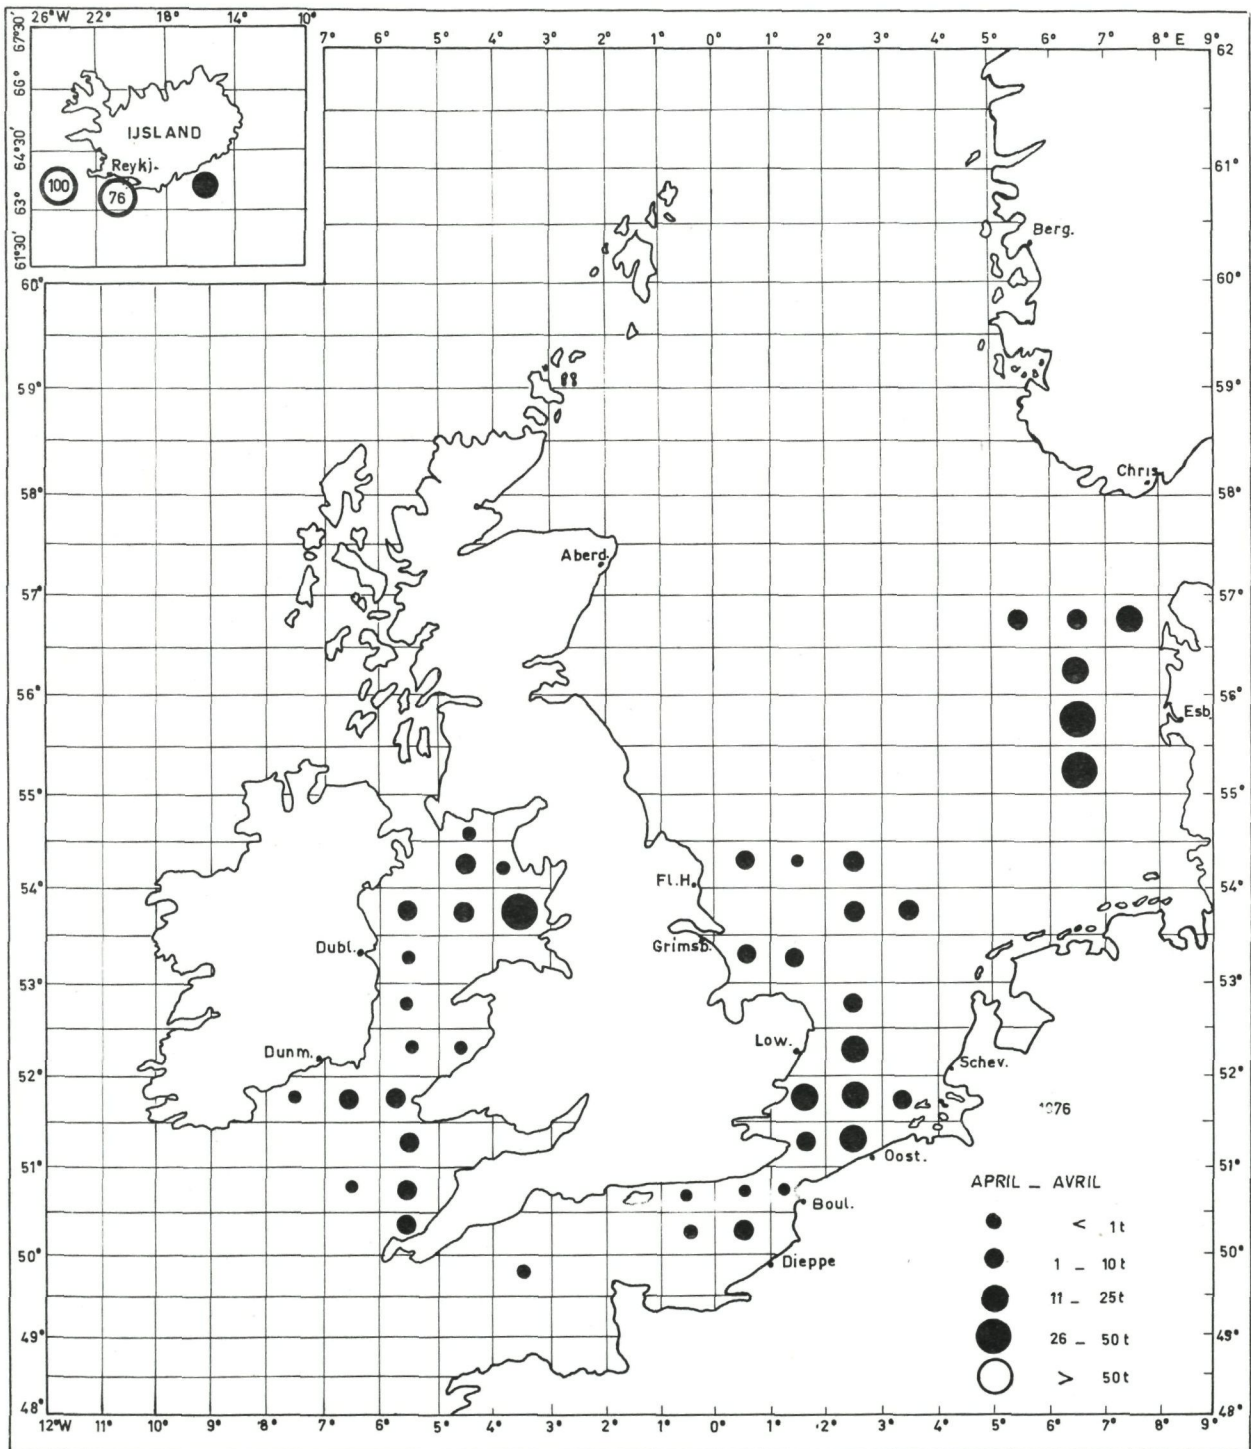 26°W 22° 18° 14° 10°
67°30' 66° 64°30' 63° 61°30'
IJSLAND
Reykj.
100
76
7° 6° 5° 4° 3° 2° 1° 0° 1° 2° 3° 4° 5° 6° 7° 8° E 9°
62
61°
60°
59°
58°
57°
56°
55°
54°
53°
52°
51°
50°
49°
48°
60°
59°
58°
57°
56°
55°
54°
53°
52°
51°
50°
49°
48°
Berg.
Chris
Aberd.
Esb
Fl.H.
Grimsb.
Dubl.
Low.
Dunm.
Schev.
Oost.
Boul.
Dieppe
APRIL _ AVRIL
< 1t
1 _ 10t
11 _ 25t
26 _ 50t
> 50t
12°W 11° 10° 9° 8° 7° 6° 5° 4° 3° 2° 1° 0° 1° 2° 3° 4° 5° 6° 7° 8° 9°